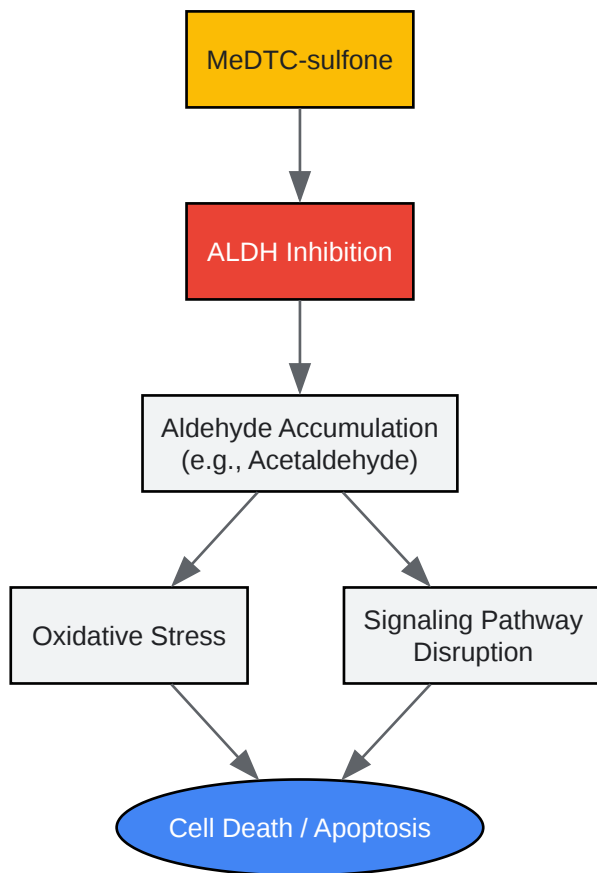 MeDTC-sulfone
ALDH Inhibition
Aldehyde Accumulation
(e.g., Acetaldehyde)
Oxidative Stress
Signaling Pathway
Disruption
Cell Death / Apoptosis